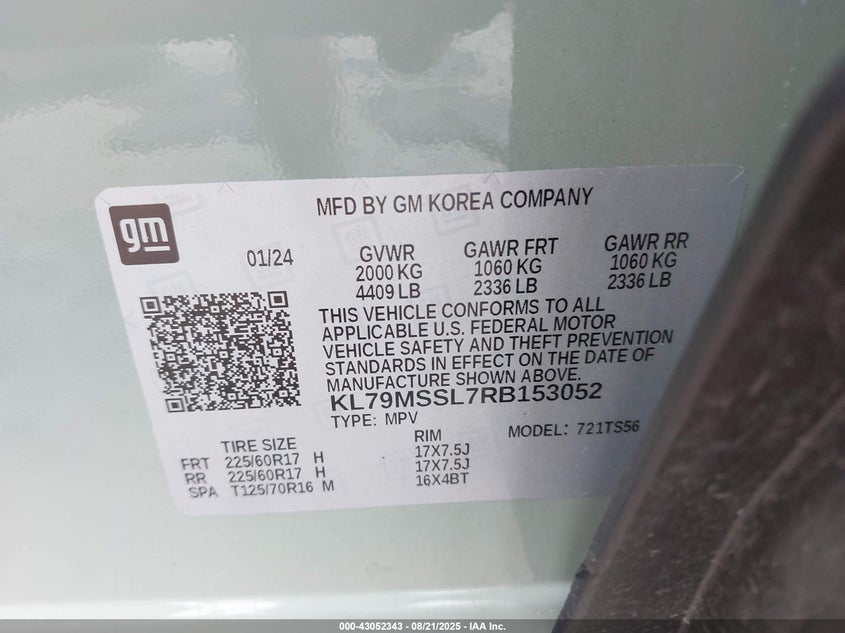 gm
MFD BY GM KOREA COMPANY
01/24
GVWR GAWR FRT GAWR RR
2000 KG 1060 KG 1060 KG
4409 LB 2336 LB 2336 LB
THIS VEHICLE CONFORMS TO ALL
APPLICABLE U.S. FEDERAL MOTOR
VEHICLE SAFETY AND THEFT PREVENTION
STANDARDS IN EFFECT ON THE DATE OF
MANUFACTURE SHOWN ABOVE.
KL79MSSL7RB153052
TYPE: MPV MODEL: 721TS56
TIRE SIZE RIM
FRT 225/60R17 H 17X7.5J
RR 225/60R17 H 17X7.5J
SPA T125/70R16 M 16X4BT
000-43052343 - 08/21/2025 - IAA Inc.